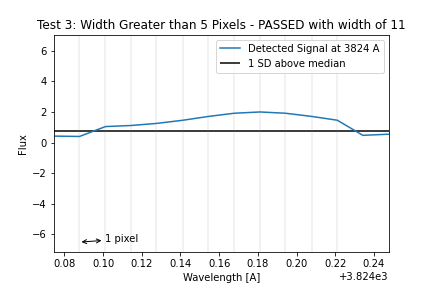 Test 3: Width Greater than 5 Pixels - PASSED with width of 11
Detected Signal at 3824 A
1 SD above median
6
4
2
0
−2
−4
−6
Flux
1 pixel
0.08 0.10 0.12 0.14 0.16 0.18 0.20 0.22 0.24
Wavelength [A]
+3.824e3